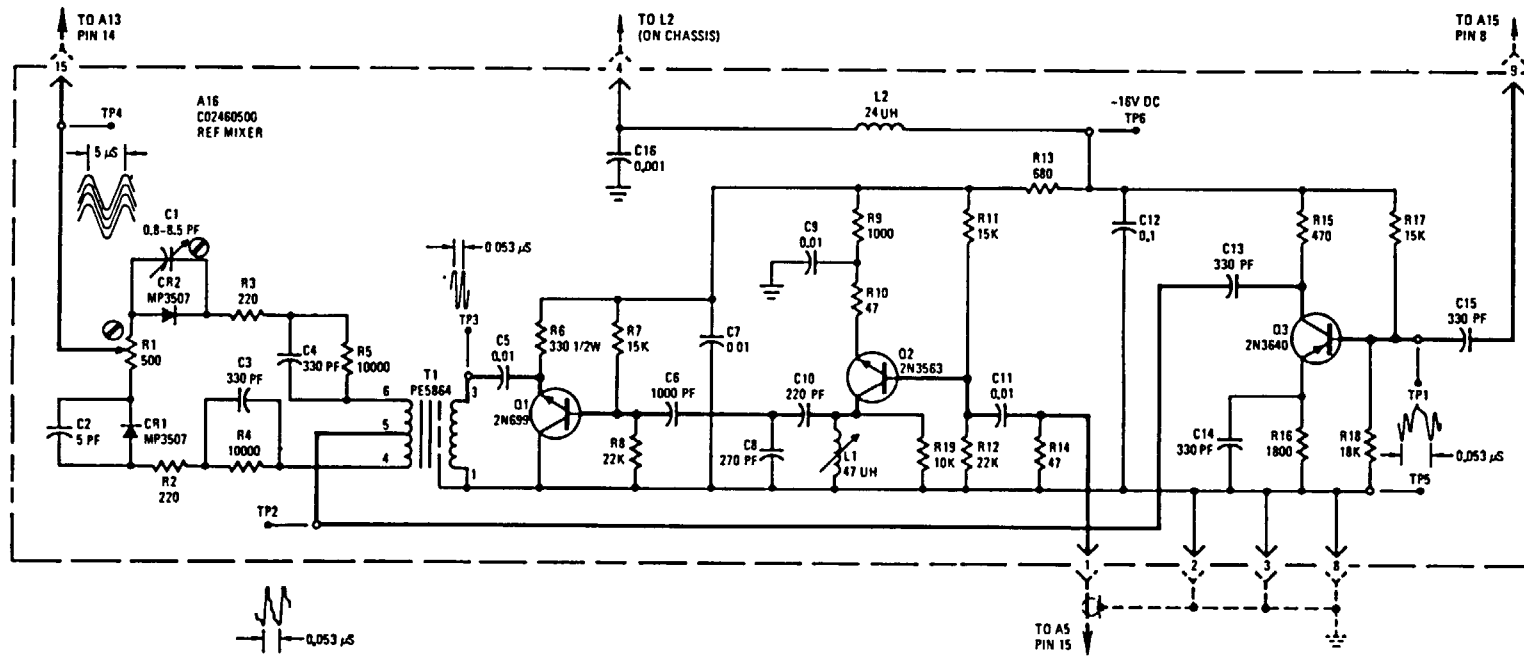 TO A13
PIN 14
TO L2
(ON CHASSIS)
TO A15
PIN 8
15
4
9
A16
C02460500
REF MIXER
TP4
5 µS
L2
24 UH
-16V DC
TP6
C16
0.001
R13
680
C1
0.8-8.5 PF
CR2
MP3507
R3
220
R1
500
C4
330 PF
R5
10000
C3
330 PF
C2
5 PF
CR1
MP3507
R4
10000
R2
220
T1
PE5864
6
5
4
3
1
0.053 µS
TP3
C5
0.01
R6
330 1/2W
R7
15K
C7
0.01
Q1
2N699
C6
1000 PF
R8
22K
C8
270 PF
C10
220 PF
C9
0.01
R9
1000
R10
47
Q2
2N3563
L1
47 UH
R19
10K
R11
15K
R12
22K
C11
0.01
R14
47
C12
0.1
C13
330 PF
R15
470
R17
15K
Q3
2N3640
C15
330 PF
TP1
C14
330 PF
R16
1800
R18
18K
0.053 µS
TP5
TP2
1
2
3
8
0.053 µS
TO A5
PIN 15